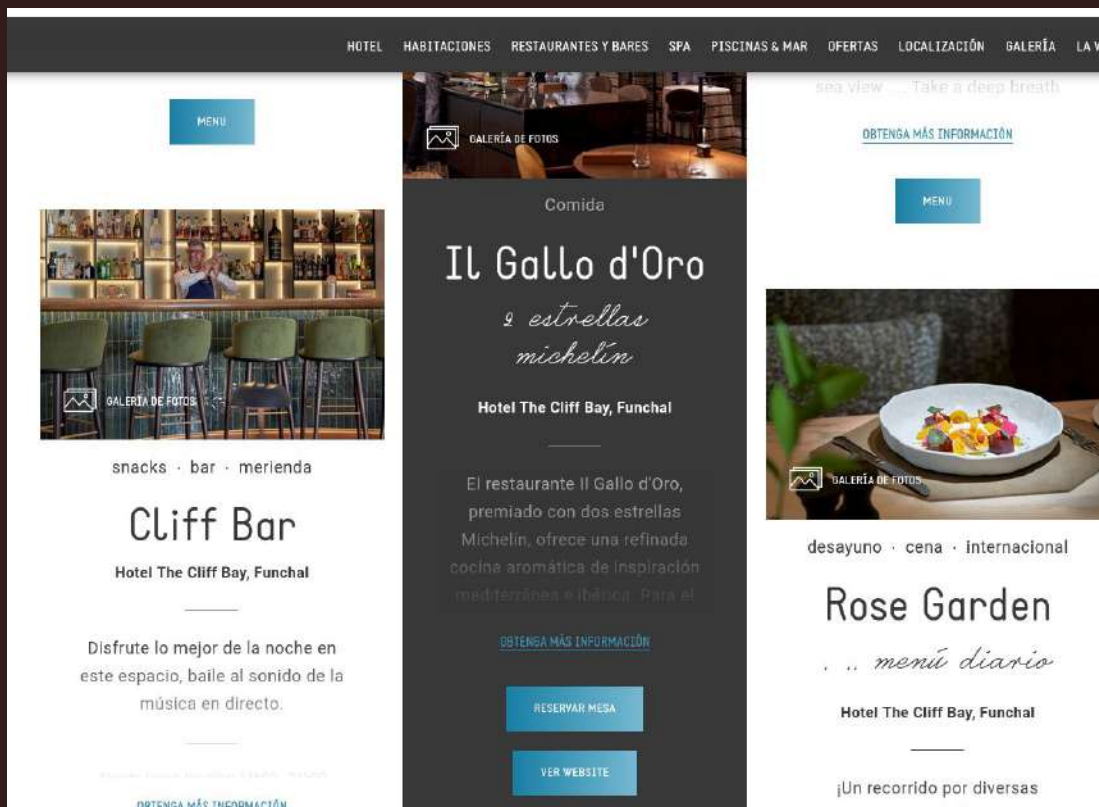 HOTEL HABITACIONES RESTAURANTES Y BARES SPA PISCINAS & MAR OFERTAS LOCALIZACIÓN GALERÍA LA
MENU
GALERÍA DE FOTOS
snacks · bar · merienda
Cliff Bar
Hotel The Cliff Bay, Funchal
Disfrute lo mejor de la noche en
este espacio, baile al sonido de la
música en directo.
OBTENGA MÁS INFORMACIÓN
GALERÍA DE FOTOS
Comida
Il Gallo d'Oro
2 estrellas
michelín
Hotel The Cliff Bay, Funchal
El restaurante Il Gallo d'Oro,
premiado con dos estrellas
Michelin, ofrece una refinada
cocina aromática de inspiración
mediterránea e ibérica. Para el
OBTENGA MÁS INFORMACIÓN
RESERVAR MESA
VER WEBSITE
sea view .... Take a deep breath
OBTENGA MÁS INFORMACIÓN
MENU
GALERÍA DE FOTOS
desayuno · cena · internacional
Rose Garden
. .. menú diario
Hotel The Cliff Bay, Funchal
¡Un recorrido por diversas